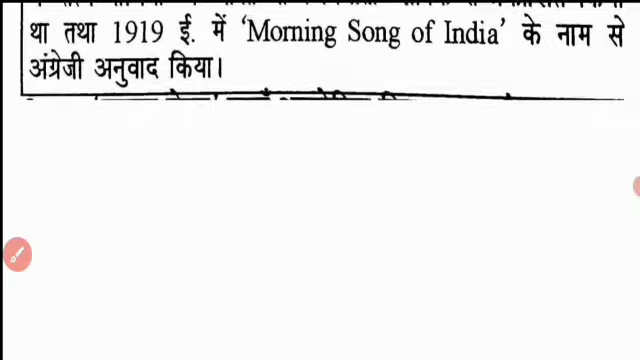 था तथा 1919 ई. में ‘Morning Song of India’ के नाम से
अंग्रेजी अनुवाद किया।